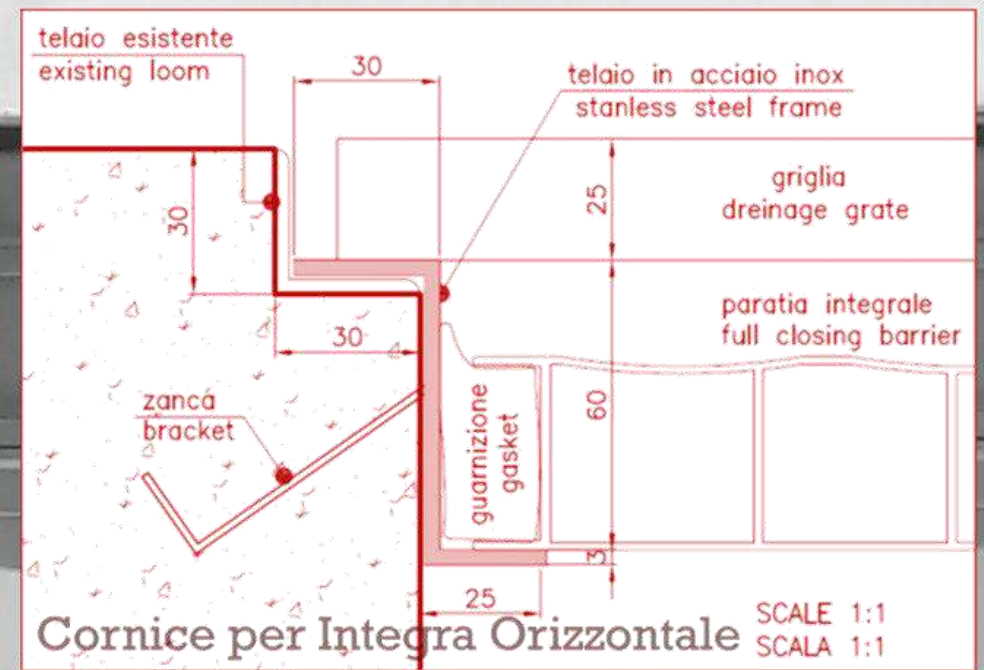 telaio esistente
existing loom
30
telaio in acciaio inox
stanless steel frame
griglia
dreinage grate
25
30
paratia integrale
full closing barrier
30
zancá
bracket
guarnizione
gasket
60
3
25
Cornice per Integra Orizzontale
SCALE 1:1
SCALA 1:1